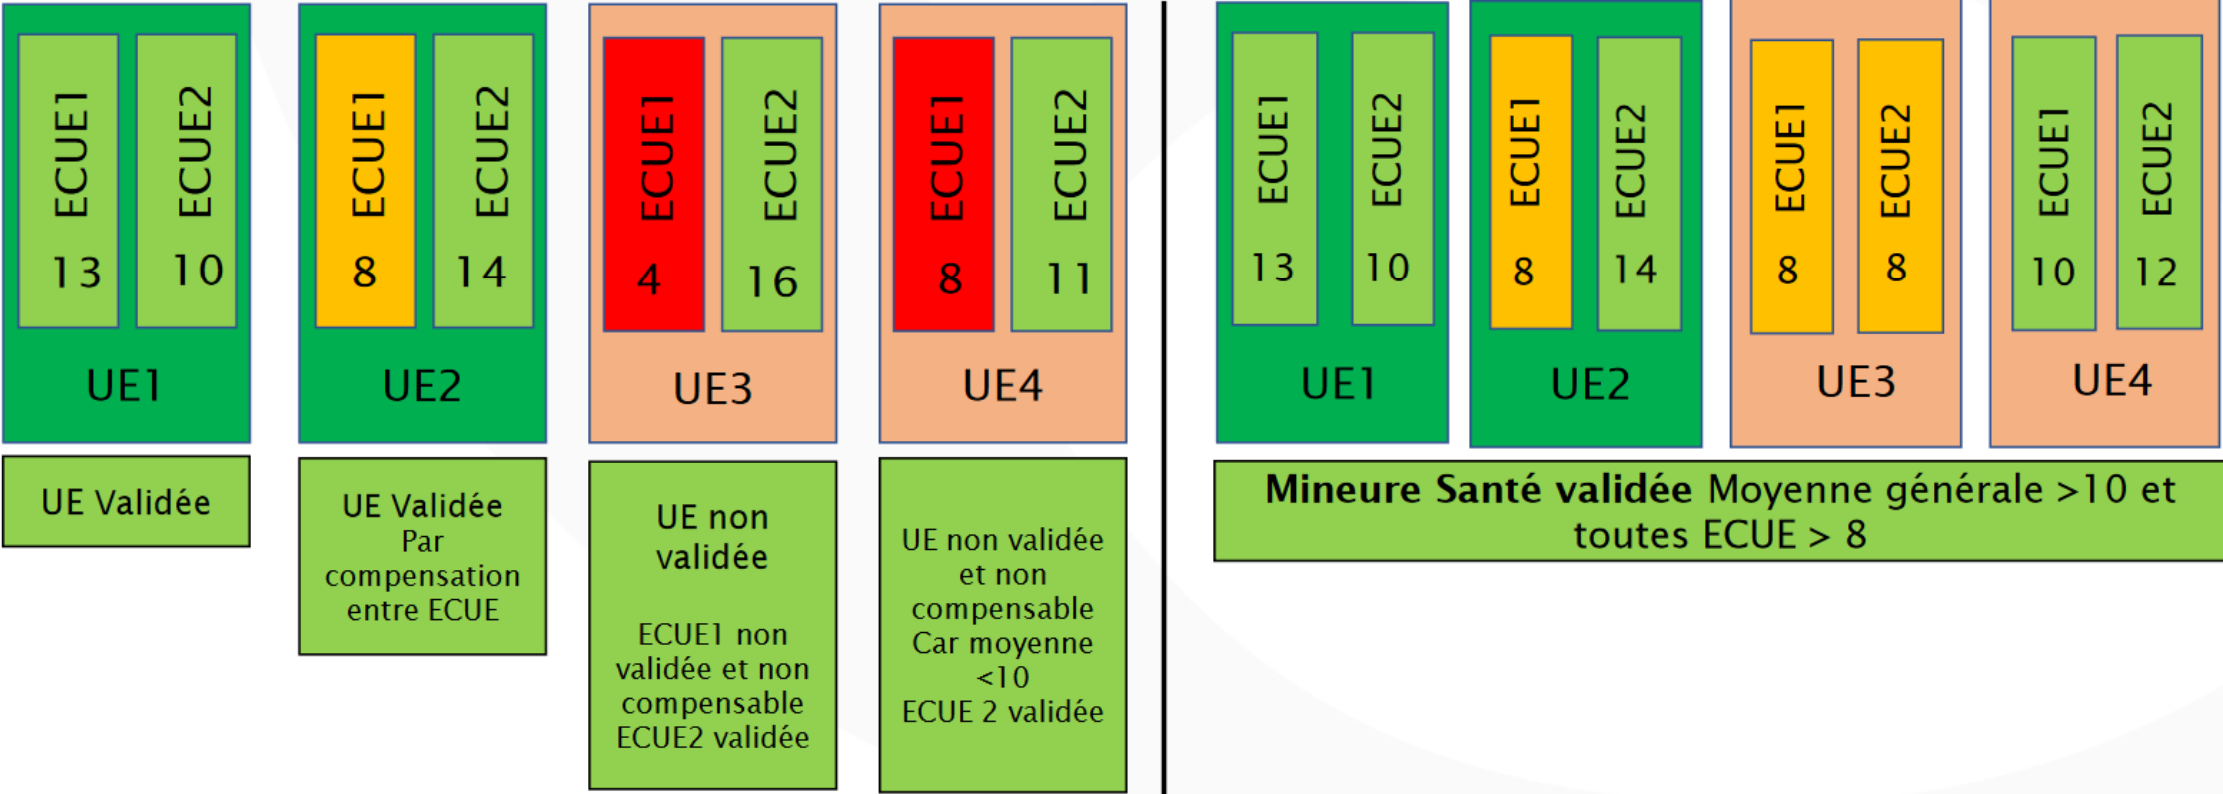 ECUE1
13
ECUE2
10
UE1
UE Validée
ECUE1
8
ECUE2
14
UE2
UE Validée
Par
compensation
entre ECUE
ECUE1
4
ECUE2
16
UE3
UE non
validée
ECUE1 non
validée et non
compensable
ECUE2 validée
ECUE1
8
ECUE2
11
UE4
UE non validée
et non
compensable
Car moyenne
<10
ECUE 2 validée
ECUE1
13
ECUE2
10
UE1
ECUE1
8
ECUE2
14
UE2
ECUE1
8
ECUE2
8
UE3
ECUE1
10
ECUE2
12
UE4
Mineure Santé validée Moyenne générale >10 et
toutes ECUE > 8